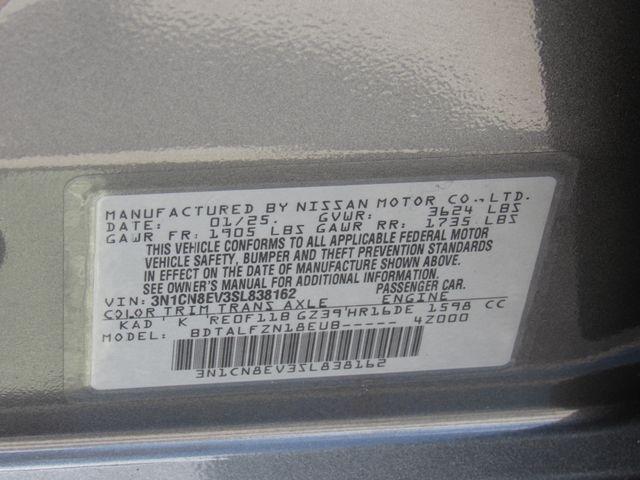 MANUFACTURED BY NISSAN MOTOR CO., LTD.
DATE: 01/25. GVWR: 3624 LBS
GAWR FR: 1905 LBS GAWR RR: 1735 LBS
THIS VEHICLE CONFORMS TO ALL APPLICABLE FEDERAL MOTOR
VEHICLE SAFETY, BUMPER AND THEFT PREVENTION STANDARDS
IN EFFECT ON THE DATE OF MANUFACTURE SHOWN ABOVE.
SEE OWNER'S MANUAL FOR ADDITIONAL INFORMATION.
VIN: 3N1CN8EV3SL838162 PASSENGER CAR.
COLOR TRIM TRANS AXLE ENGINE
KAD K RE0F11B GZ39 HR16DE 1598 CC
MODEL: BDTALFZN18EU8----- 4Z000
3N1CN8EV3SL838162